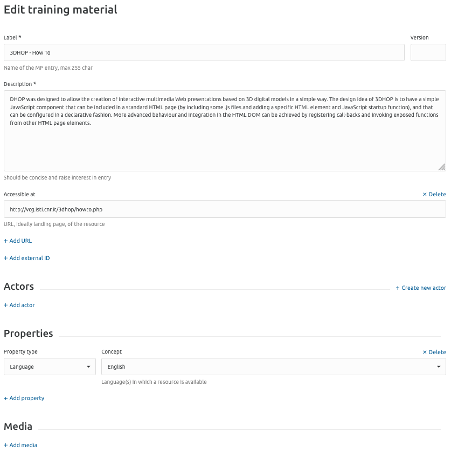 Edit training material
Label *
Version
3DHOP - How To
Name of the MP entry, max 255 char
Description *
DHOP was designed to allow the creation of interactive multimedia Web presentations based on 3D digital models in a simple way. The design idea of 3DHOP is to have a simple
JavaScript component that can be included in a standard HTML page (by including some .js files and adding a specific HTML element and JavaScript startup function), and that
can be configured in a declarative fashion. More advanced behaviour and integration in the HTML DOM can be achieved by registering callbacks and invoking exposed functions
from other HTML page elements.
Should be concise and raise interest in entry
Accessible at
× Delete
http://vcg.isti.cnr.it/3dhop/howto.php
URL, ideally landing page, of the resource
+ Add URL
+ Add external ID
Actors
+ Create new actor
+ Add actor
Properties
Property type
Concept
× Delete
Language
English
Language(s) in which a resource is available
+ Add property
Media
+ Add media